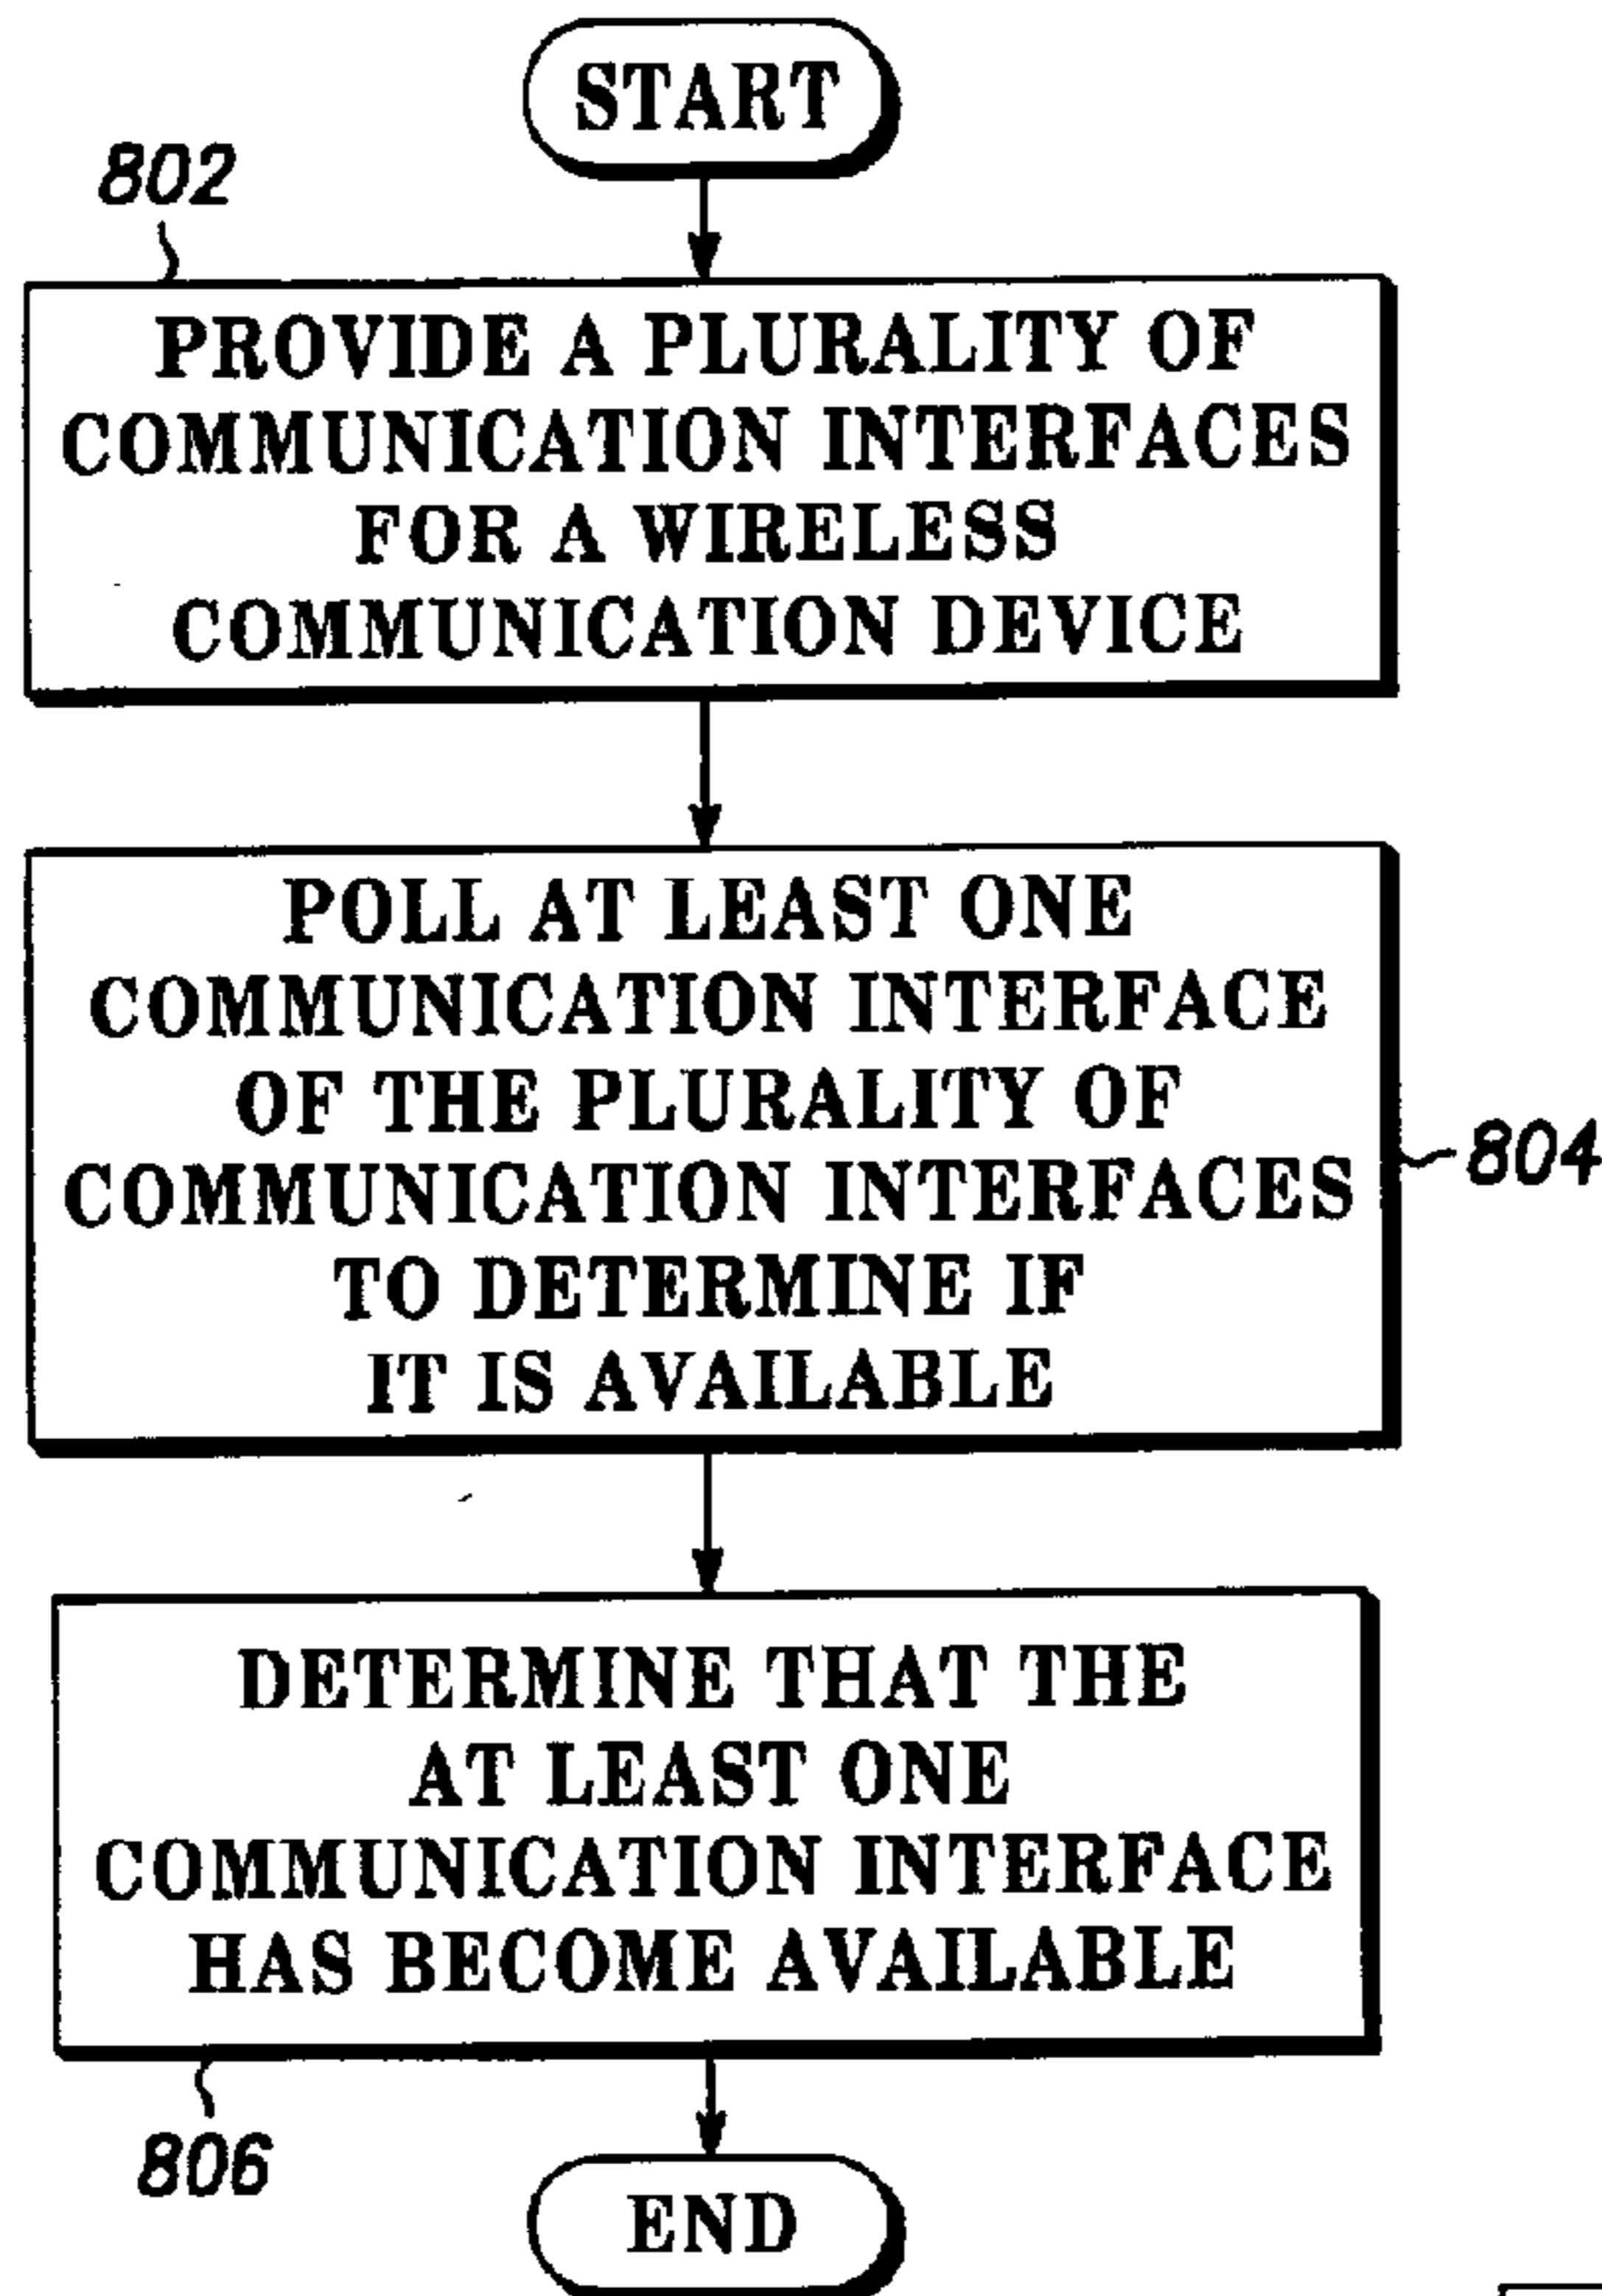 START
802
PROVIDE A PLURALITY OF
COMMUNICATION INTERFACES
FOR A WIRELESS
COMMUNICATION DEVICE
POLL AT LEAST ONE
COMMUNICATION INTERFACE
OF THE PLURALITY OF
COMMUNICATION INTERFACES
TO DETERMINE IF
IT IS AVAILABLE
804
DETERMINE THAT THE
AT LEAST ONE
COMMUNICATION INTERFACE
HAS BECOME AVAILABLE
806
END